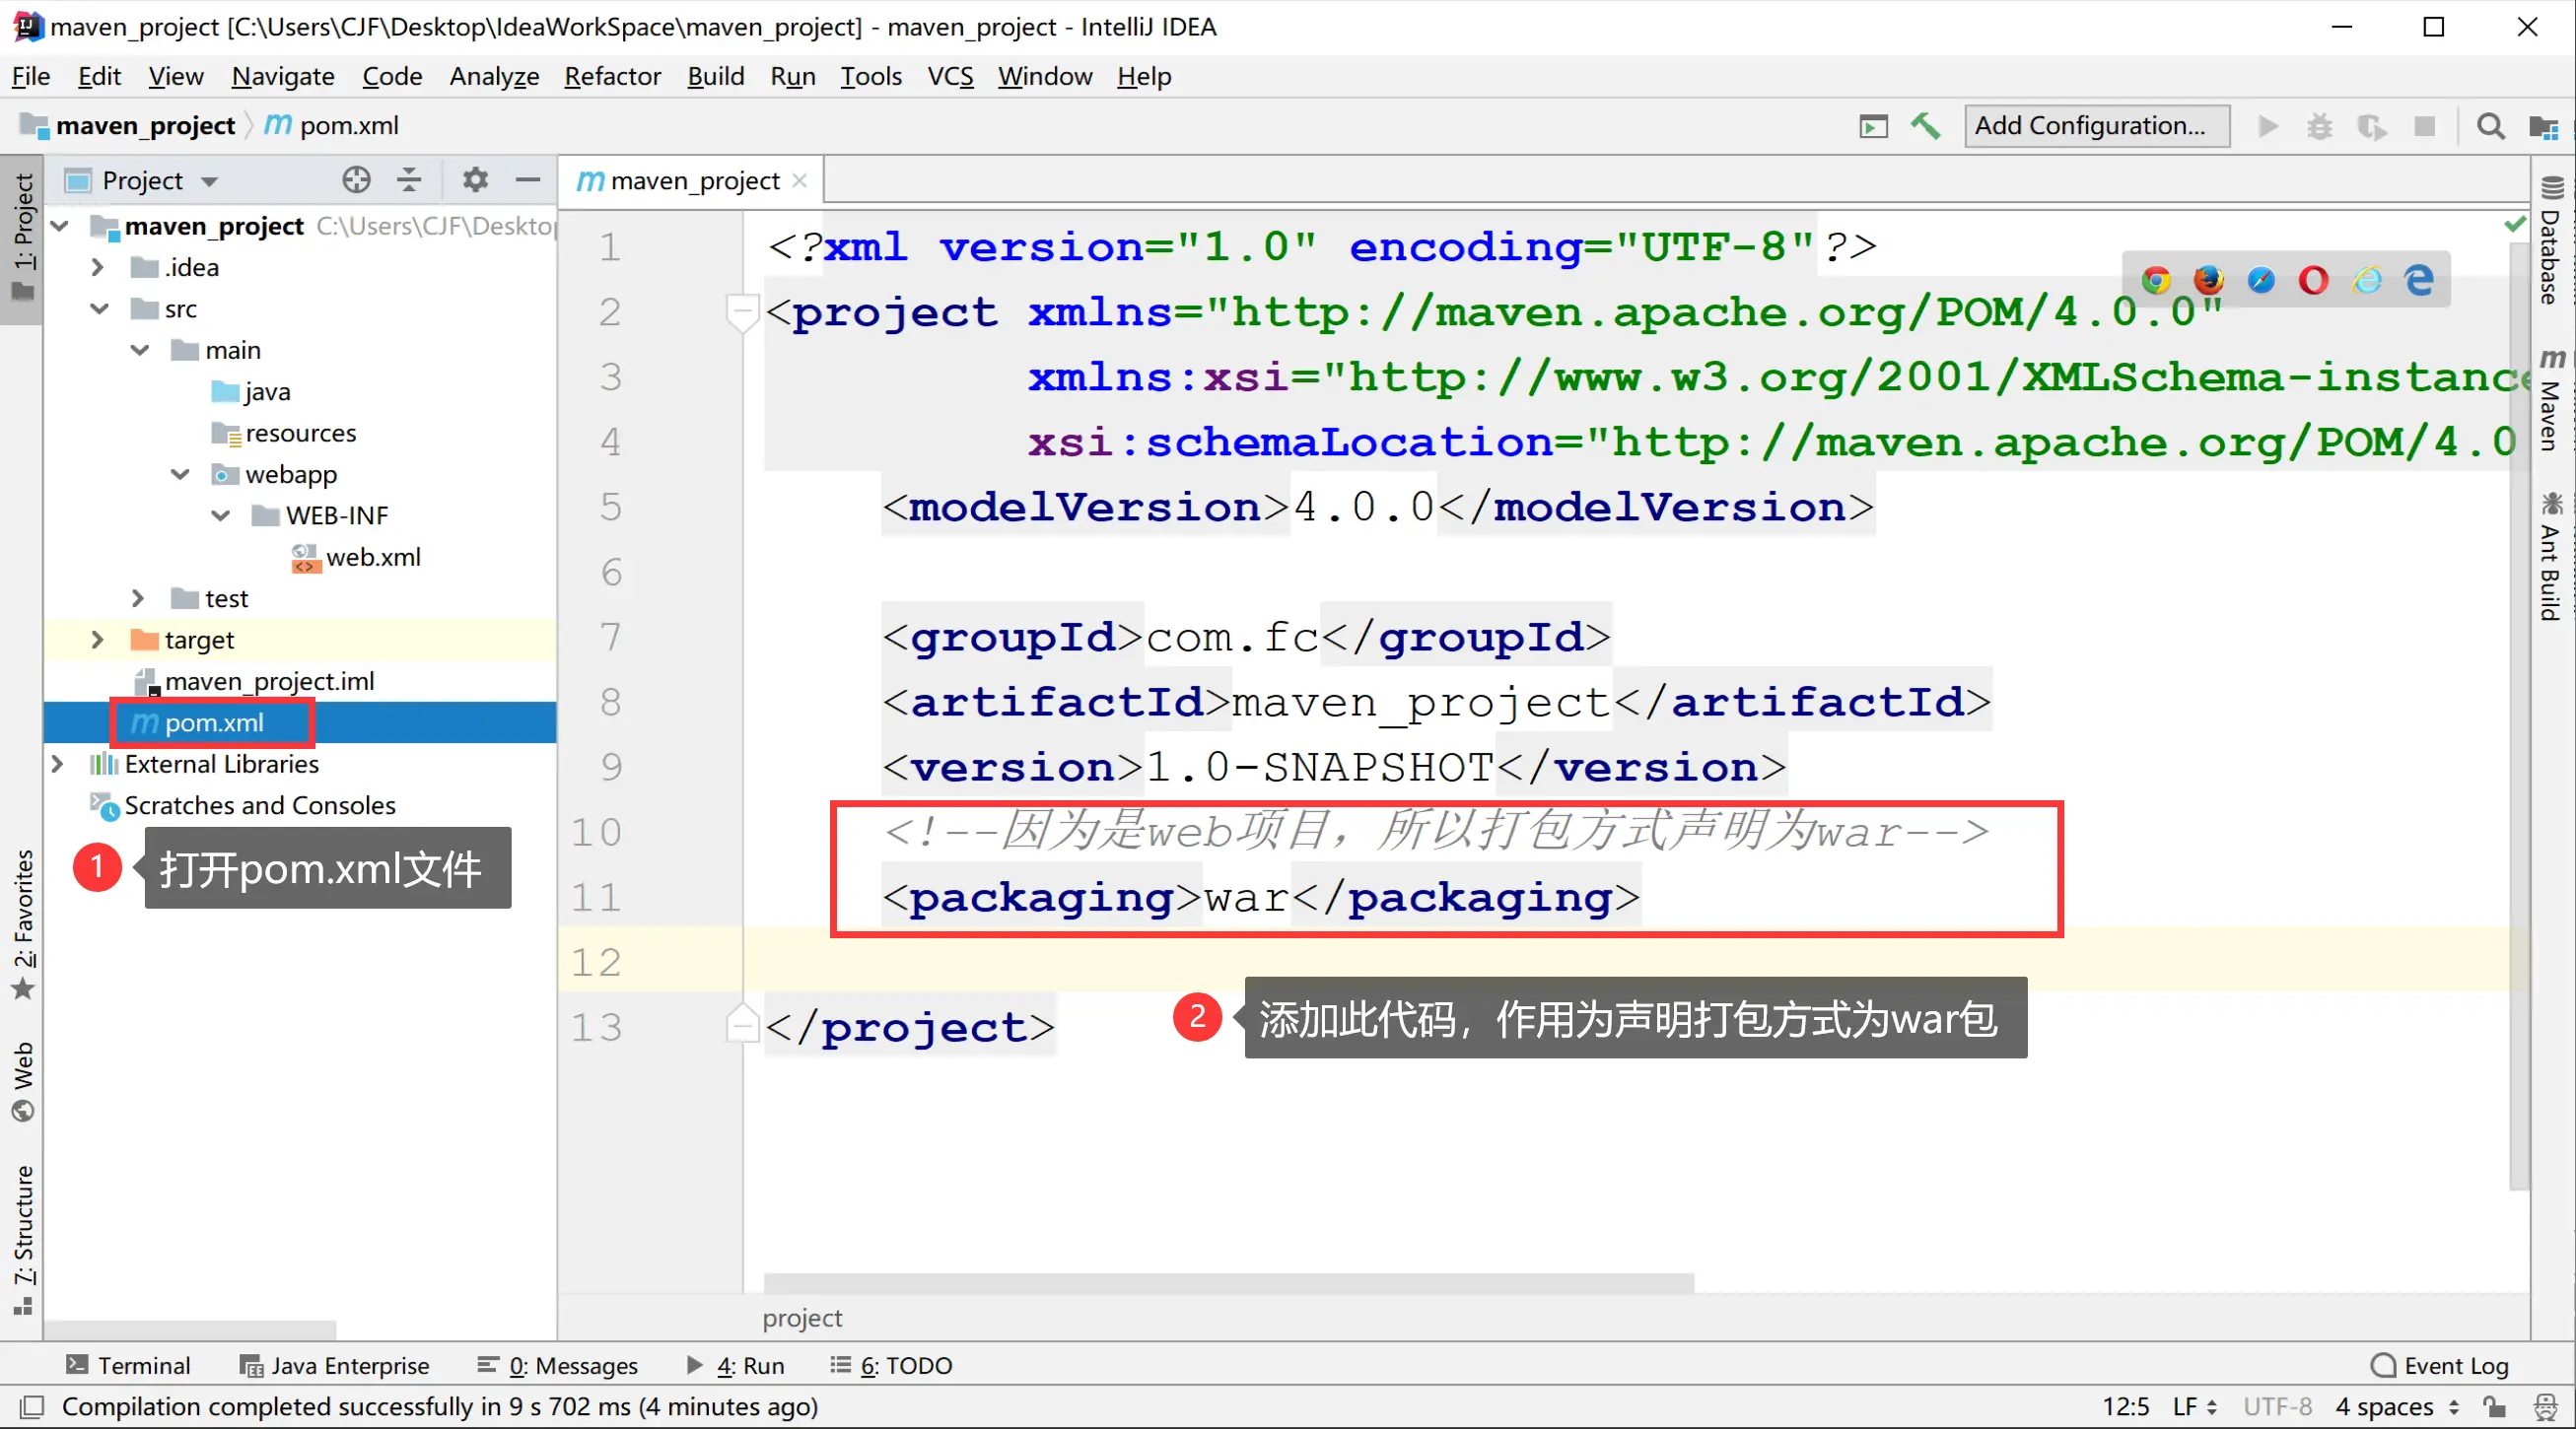 maven_project [C:\Users\CJF\Desktop\IdeaWorkSpace\maven_project] - maven_project - IntelliJ IDEA
File Edit View Navigate Code Analyze Refactor Build Run Tools VCS Window Help
maven_project pom.xml
Add Configuration...
1: Project
Project
maven_project
maven_project C:\Users\CJF\Deskto
.idea
src
main
java
resources
webapp
WEB-INF
web.xml
test
target
maven_project.iml
pom.xml
External Libraries
Scratches and Consoles
1 打开pom.xml文件
1 <?xml version="1.0" encoding="UTF-8"?>
2 <project xmlns="http://maven.apache.org/POM/4.0.0"
3 xmlns:xsi="http://www.w3.org/2001/XMLSchema-instance
4 xsi:schemaLocation="http://maven.apache.org/POM/4.0
5 <modelVersion>4.0.0</modelVersion>
6
7 <groupId>com.fc</groupId>
8 <artifactId>maven_project</artifactId>
9 <version>1.0-SNAPSHOT</version>
10 <!--因为是web项目，所以打包方式声明为war-->
11 <packaging>war</packaging>
12
13 </project>
2 添加此代码，作用为声明打包方式为war包
project
Database
Maven
Ant Build
2: Favorites
Web
7: Structure
Terminal Java Enterprise 0: Messages 4: Run 6: TODO Event Log
Compilation completed successfully in 9 s 702 ms (4 minutes ago) 12:5 LF UTF-8 4 spaces